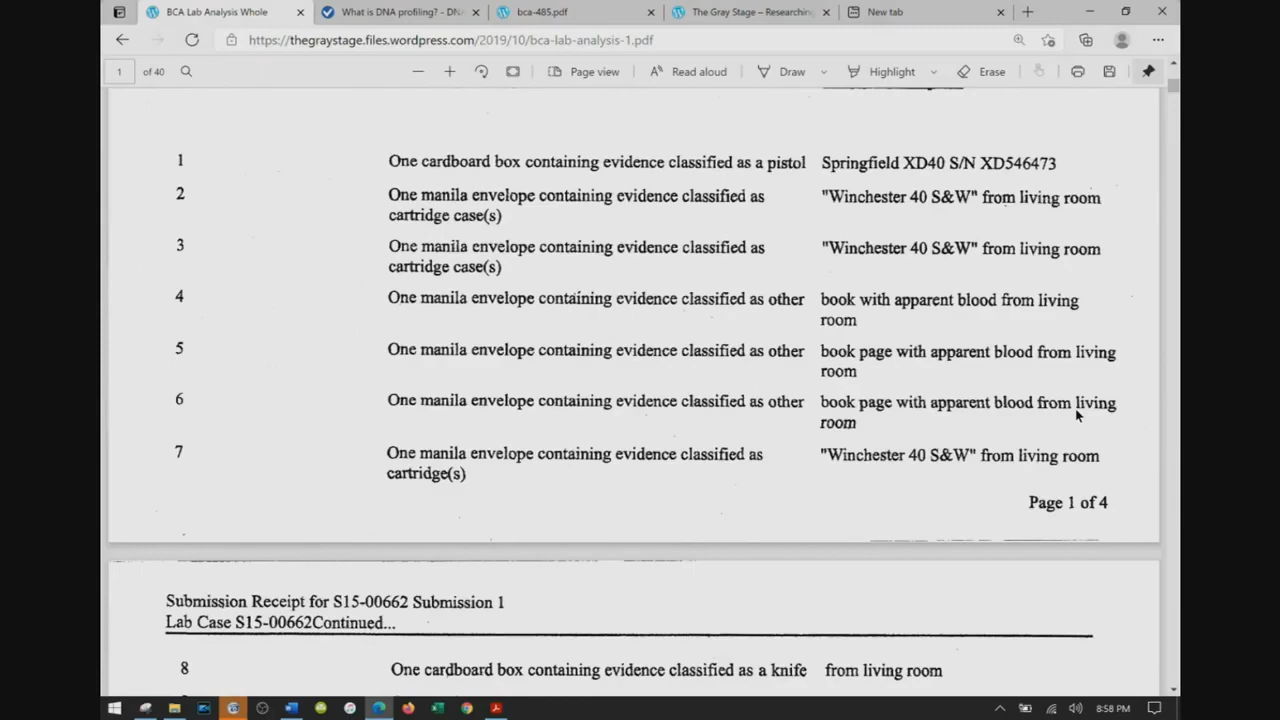 BCA Lab Analysis Whole
What is DNA profiling? - DN
bca-485.pdf
The Gray Stage – Researching
New tab
https://thegraystage.files.wordpress.com/2019/10/bca-lab-analysis-1.pdf
1 of 40
Page view
Read aloud
Draw
Highlight
Erase
1 One cardboard box containing evidence classified as a pistol Springfield XD40 S/N XD546473
2 One manila envelope containing evidence classified as "Winchester 40 S&W" from living room
cartridge case(s)
3 One manila envelope containing evidence classified as "Winchester 40 S&W" from living room
cartridge case(s)
4 One manila envelope containing evidence classified as other book with apparent blood from living
room
5 One manila envelope containing evidence classified as other book page with apparent blood from living
room
6 One manila envelope containing evidence classified as other book page with apparent blood from living
room
7 One manila envelope containing evidence classified as "Winchester 40 S&W" from living room
cartridge(s)
Page 1 of 4
Submission Receipt for S15-00662 Submission 1
Lab Case S15-00662Continued...
8 One cardboard box containing evidence classified as a knife from living room
8:58 PM